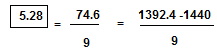 5.28 = 74.6 / 9 = 1392.4 -1440 / 9